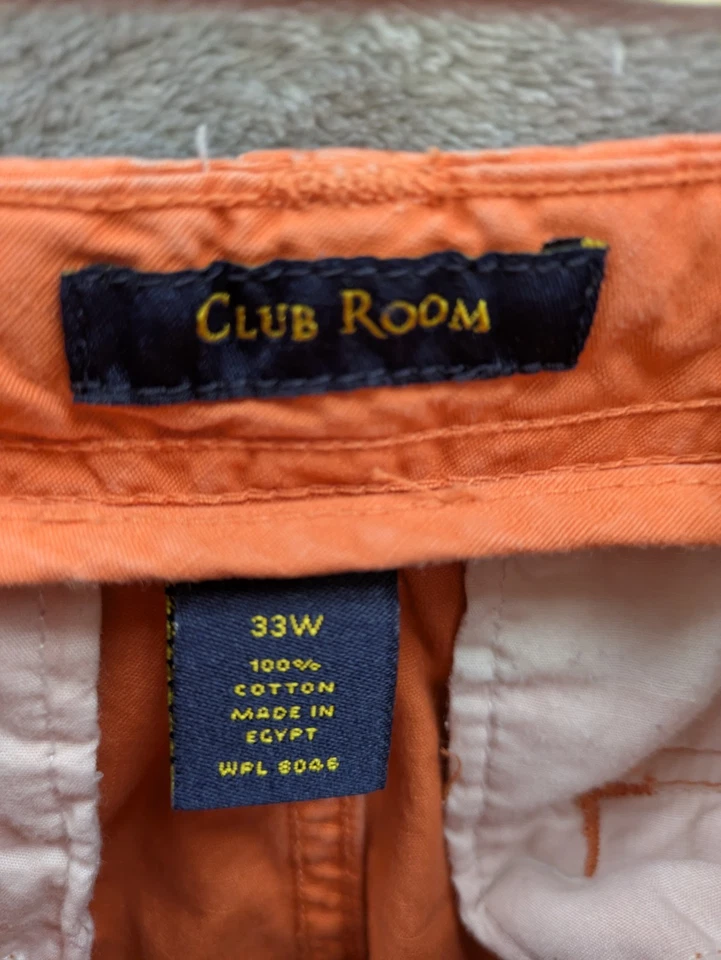 CLUB ROOM
33W
100%
COTTON
MADE IN
EGYPT
WPL 8046